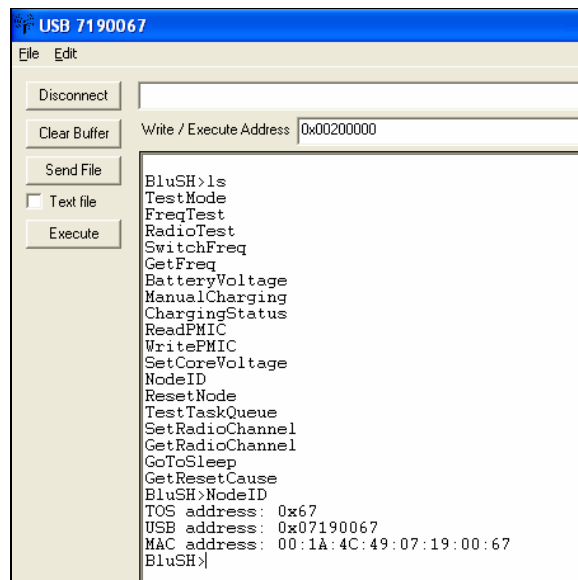 USB 7190067
File Edit
Disconnect
Clear Buffer Write / Execute Address 0x00200000
Send File
Text file
Execute
BluSH>ls
TestMode
FreqTest
RadioTest
SwitchFreq
GetFreq
BatteryVoltage
ManualCharging
ChargingStatus
ReadPMIC
WritePMIC
SetCoreVoltage
NodeID
ResetNode
TestTaskQueue
SetRadioChannel
GetRadioChannel
GoToSleep
GetResetCause
BluSH>NodeID
TOS address: 0x67
USB address: 0x07190067
MAC address: 00:1A:4C:49:07:19:00:67
BluSH>